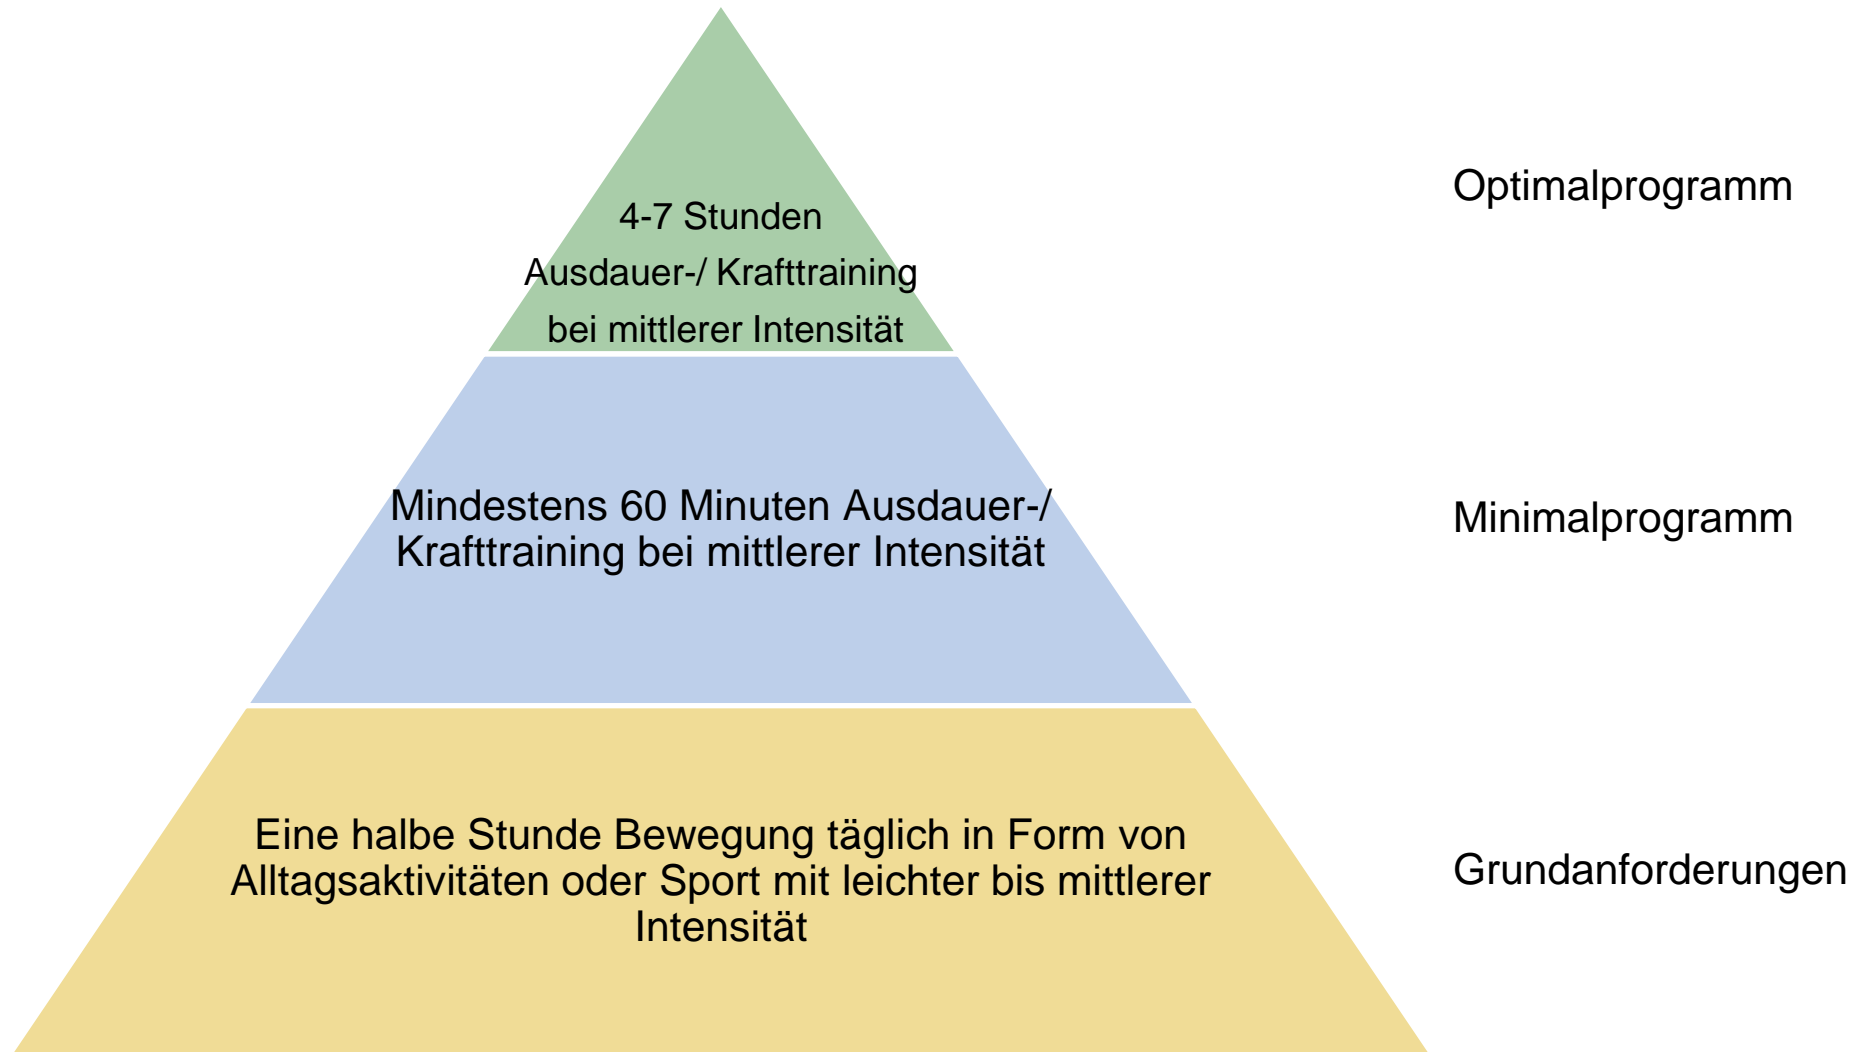 4-7 Stunden
Ausdauer-/ Krafttraining
bei mittlerer Intensität
Optimalprogramm
Mindestens 60 Minuten Ausdauer-/
Krafttraining bei mittlerer Intensität
Minimalprogramm
Eine halbe Stunde Bewegung täglich in Form von
Alltagsaktivitäten oder Sport mit leichter bis mittlerer
Intensität
Grundanforderungen